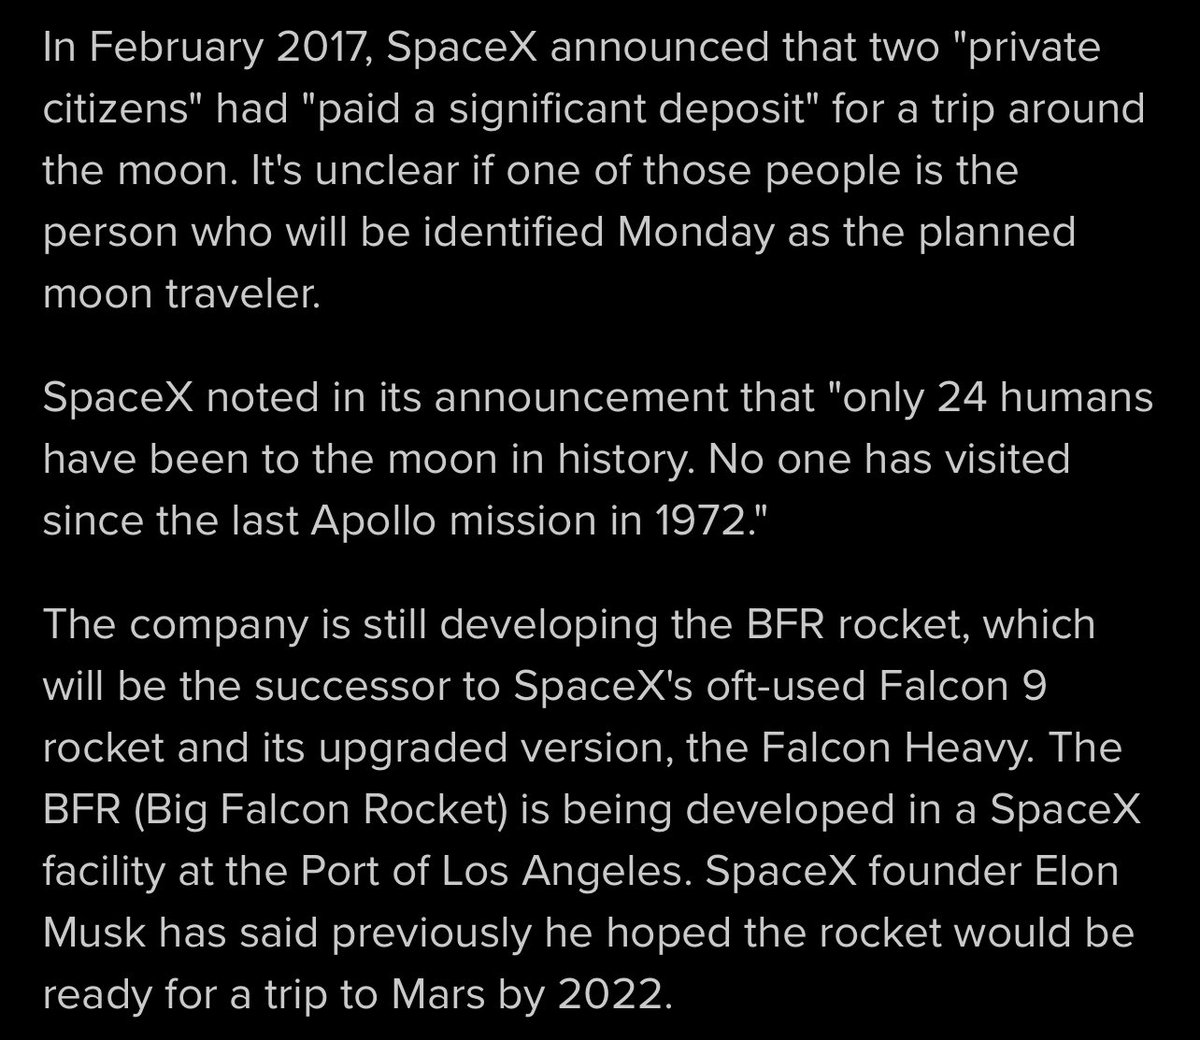 In February 2017, SpaceX announced that two "private
citizens" had "paid a significant deposit" for a trip around
the moon. It's unclear if one of those people is the
person who will be identified Monday as the planned
moon traveler.
SpaceX noted in its announcement that "only 24 humans
have been to the moon in history. No one has visited
since the last Apollo mission in 1972."
The company is still developing the BFR rocket, which
will be the successor to SpaceX's oft-used Falcon 9
rocket and its upgraded version, the Falcon Heavy. The
BFR (Big Falcon Rocket) is being developed in a SpaceX
facility at the Port of Los Angeles. SpaceX founder Elon
Musk has said previously he hoped the rocket would be
ready for a trip to Mars by 2022.